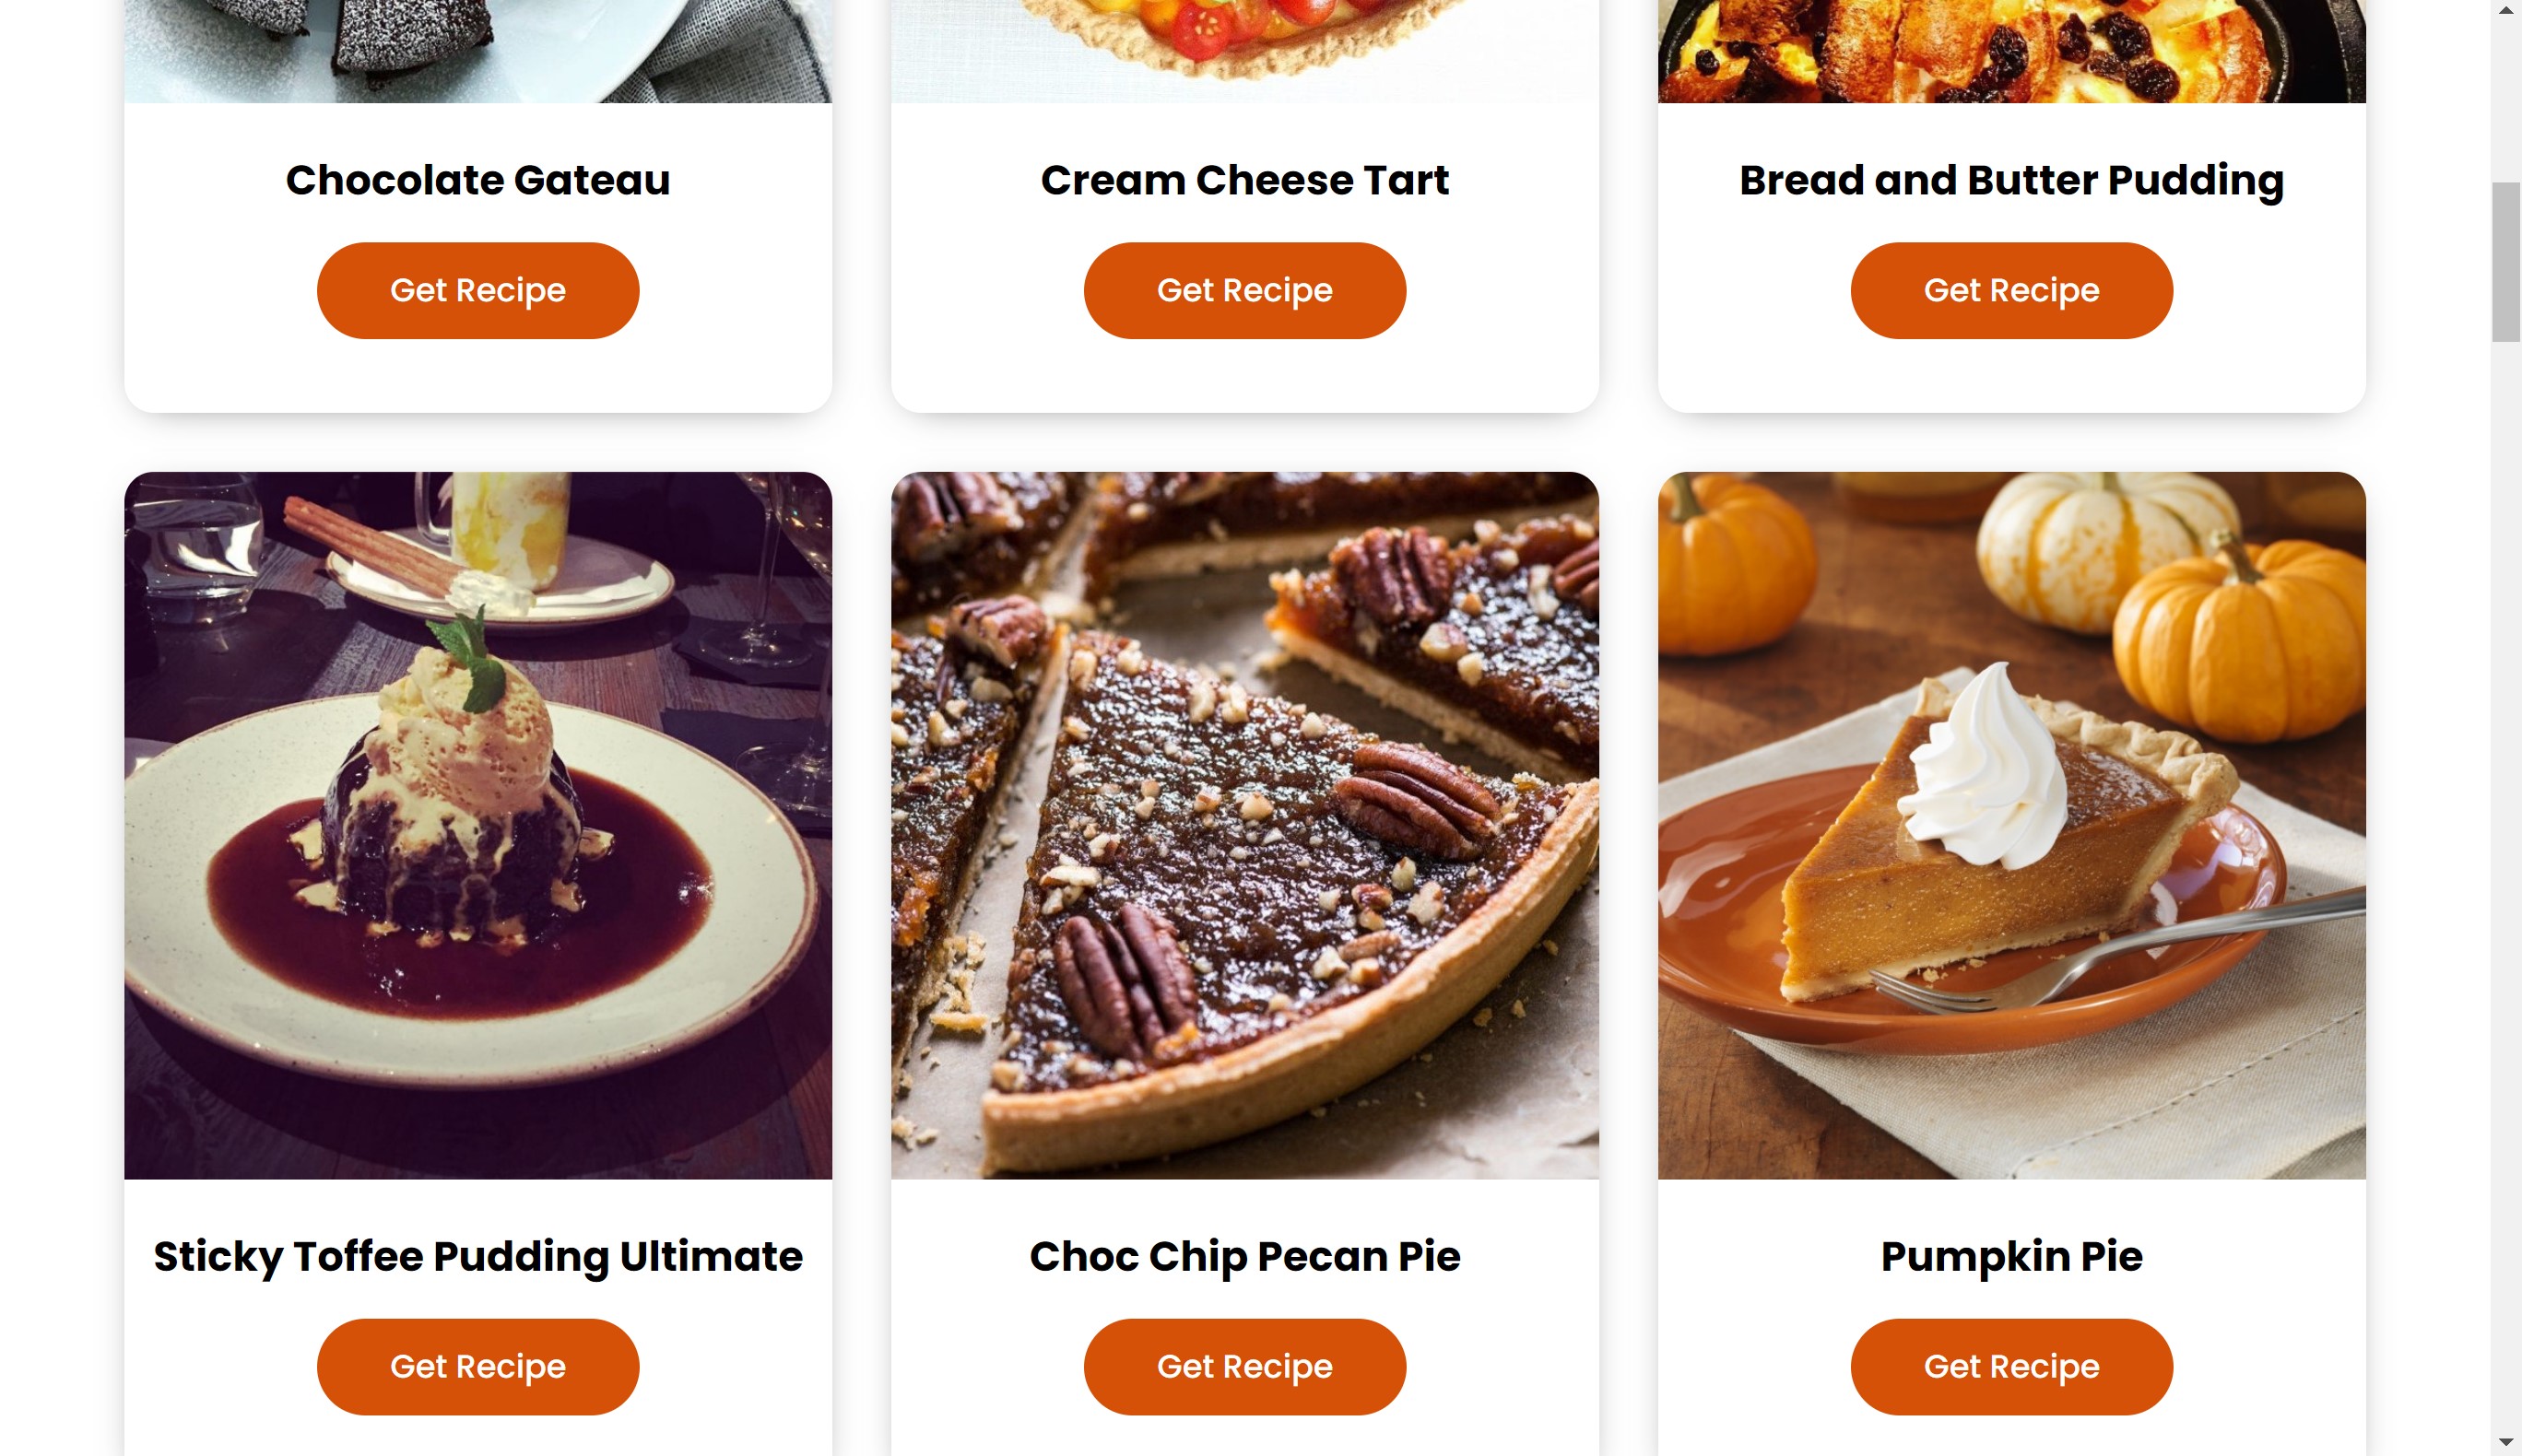 Chocolate Gateau
Cream Cheese Tart
Bread and Butter Pudding
Get Recipe
Get Recipe
Get Recipe
Sticky Toffee Pudding Ultimate
Choc Chip Pecan Pie
Pumpkin Pie
Get Recipe
Get Recipe
Get Recipe